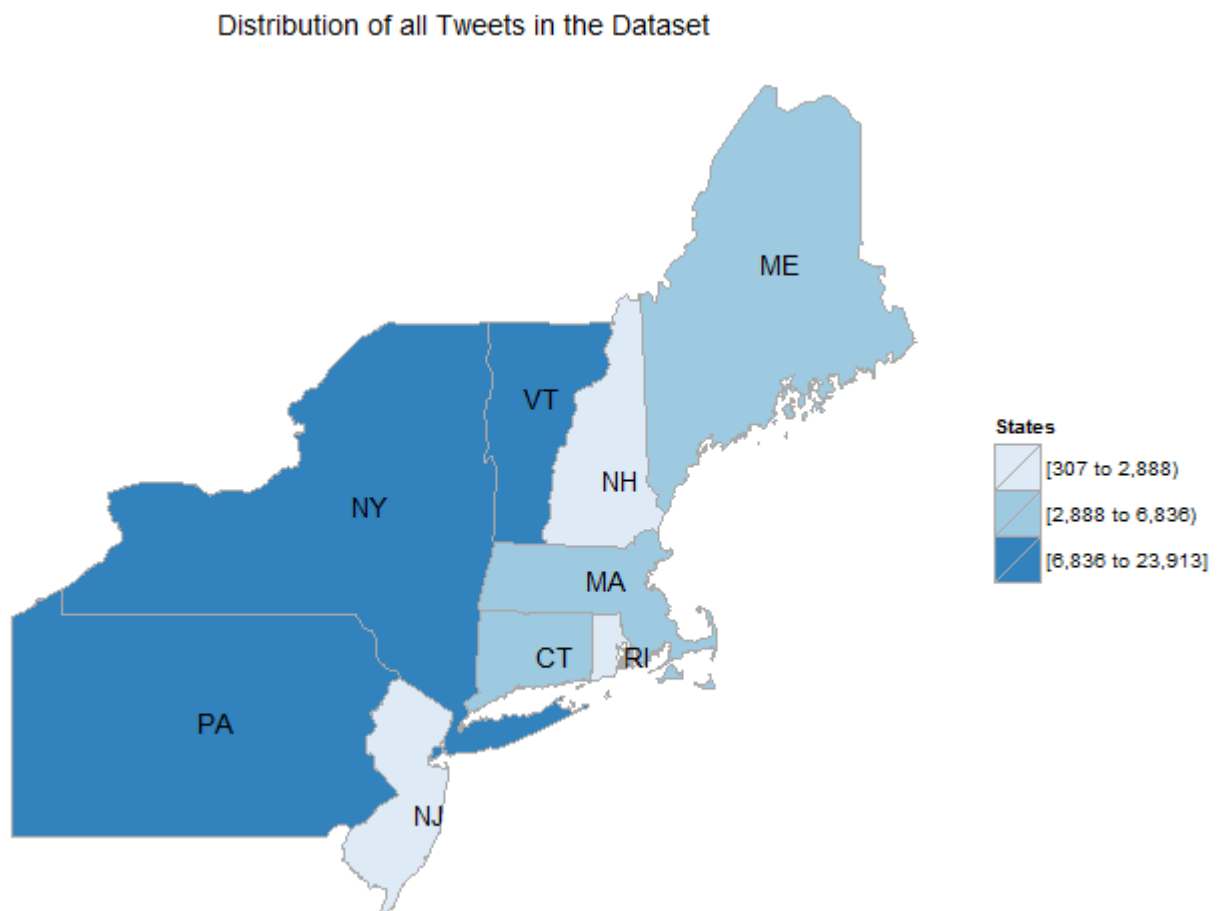 Distribution of all Tweets in the Dataset
ME
VT
NH
NY
MA
CT
RI
PA
NJ
States
[307 to 2,888)
[2,888 to 6,836)
[6,836 to 23,913]